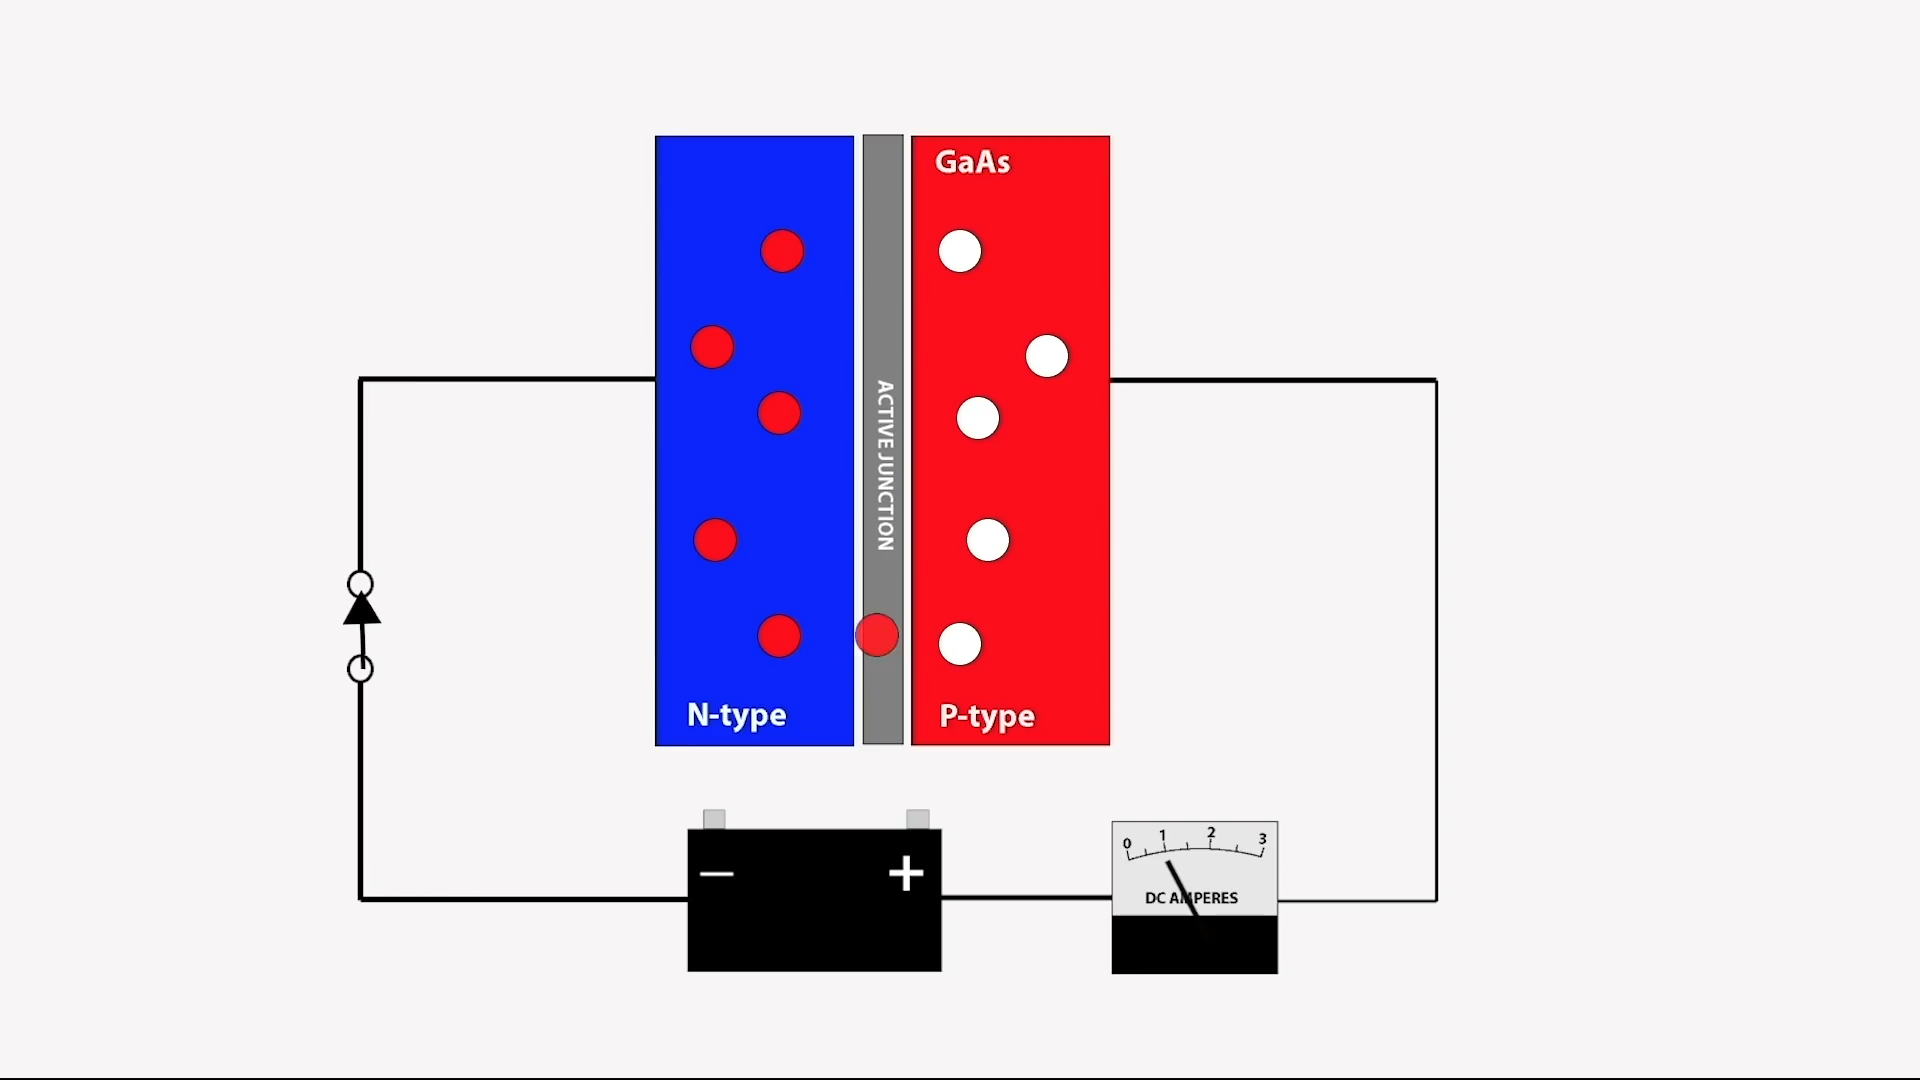 GaAs
ACTIVE JUNCTION
N-type
P-type
− +
0 1 2 3
DC AMPERES